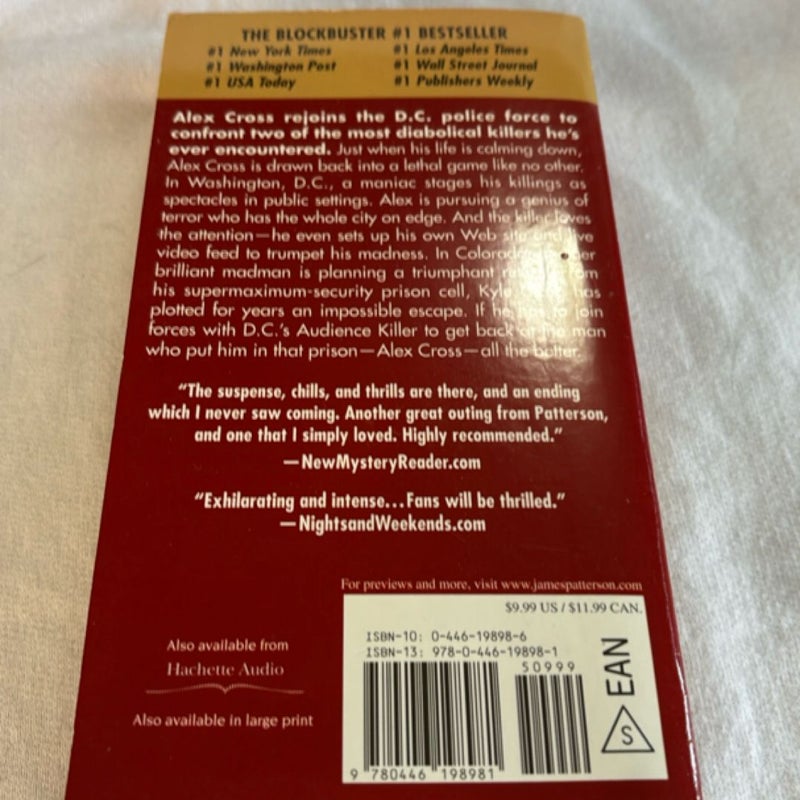 THE BLOCKBUSTER #1 BESTSELLER
#1 New York Times #1 Los Angeles Times
#1 Washington Post #1 Wall Street Journal
#1 USA Today #1 Publishers Weekly
Alex Cross rejoins the D.C. police force to
confront two of the most diabolical killers he's
ever encountered. Just when his life is calming down,
Alex Cross is drawn back into a lethal game like no other.
In Washington, D.C., a maniac stages his killings as
spectacles in public settings. Alex is pursuing a genius of
terror who has the whole city on edge. And the killer loves
the attention—he even sets up his own Web site and live
video feed to trumpet his madness. In Colorado,
brilliant madman is planning a triumphant from
his supermaximum-security prison cell, Kyle has
plotted for years an impossible escape. If he has to join
forces with D.C.'s Audience Killer to get back at the man
who put him in that prison—Alex Cross—all the better.
"The suspense, chills, and thrills are there, and an ending
which I never saw coming. Another great outing from Patterson,
and one that I simply loved. Highly recommended."
—NewMysteryReader.com
"Exhilarating and intense...Fans will be thrilled."
—NightsandWeekends.com
For previews and more, visit www.jamespatterson.com
$9.99 US / $11.99 CAN.
ISBN-10: 0-446-19898-6
ISBN-13: 978-0-446-19898-1
50999
EAN
S
9 780446 198981
Also available from
Hachette Audio
Also available in large print